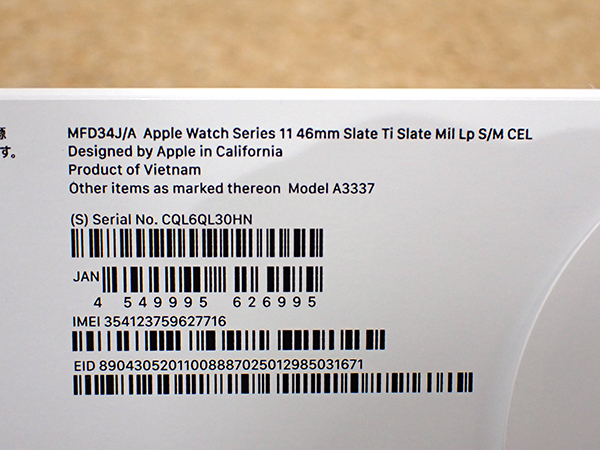 源
す。
MFD34J/A Apple Watch Series 11 46mm Slate Ti Slate Mil Lp S/M CEL
Designed by Apple in California
Product of Vietnam
Other items as marked thereon Model A3337
(S) Serial No. CQL6QL30HN
JAN
4 549995 626995
IMEI 354123759627716
EID 89043052011008887025012985031671